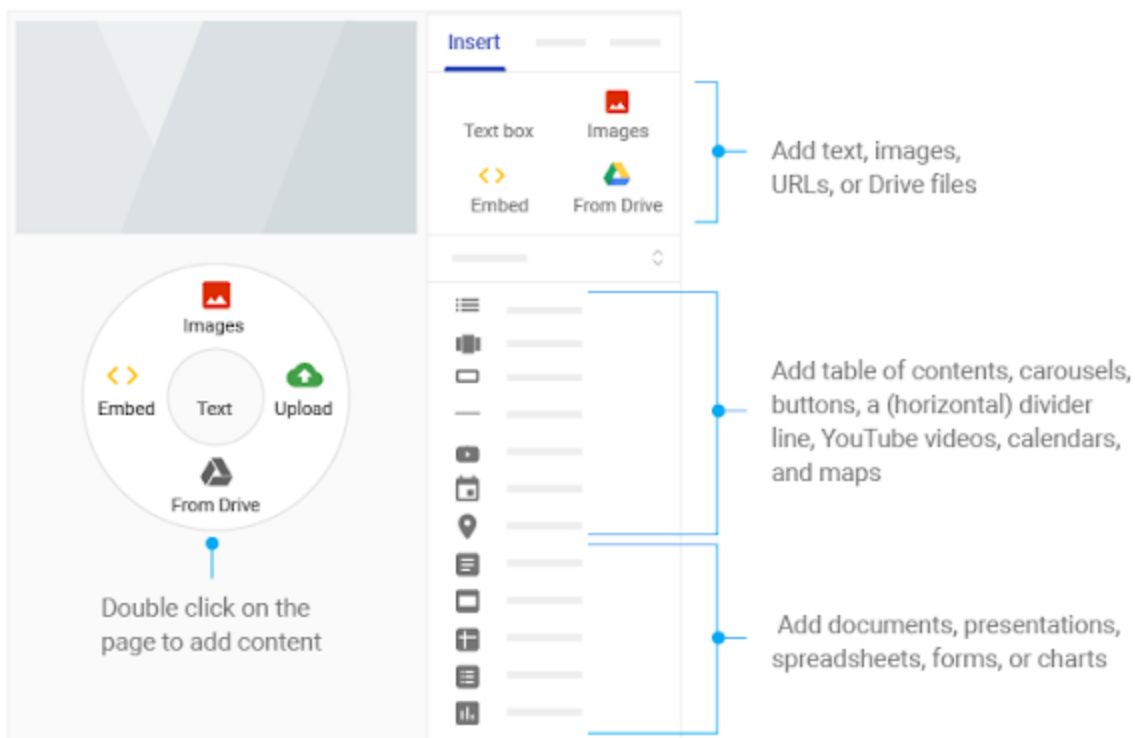 Insert
Text box
Images
Embed
From Drive
Add text, images,
URLs, or Drive files
Images
Embed
Text
Upload
From Drive
Double click on the
page to add content
Add table of contents, carousels,
buttons, a (horizontal) divider
line, YouTube videos, calendars,
and maps
Add documents, presentations,
spreadsheets, forms, or charts